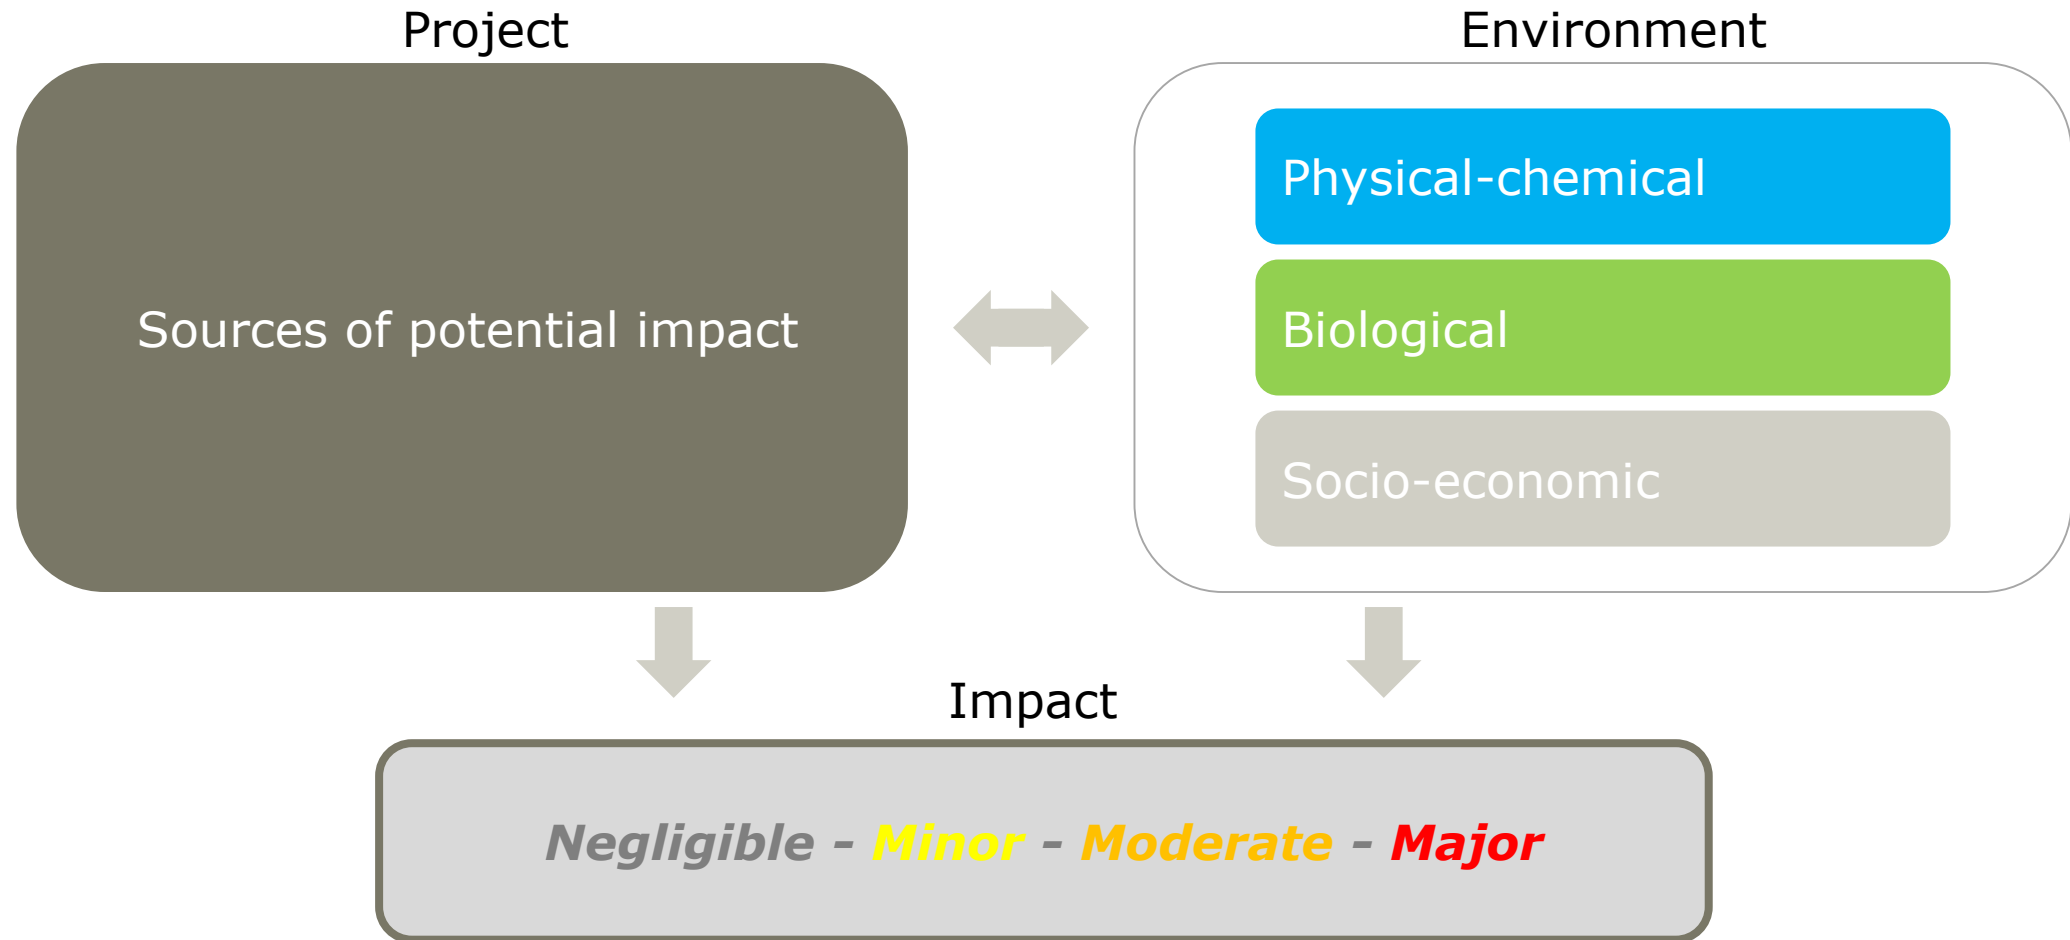 Project
Environment
Sources of potential impact
Physical-chemical
Biological
Socio-economic
Impact
Negligible - Minor - Moderate - Major